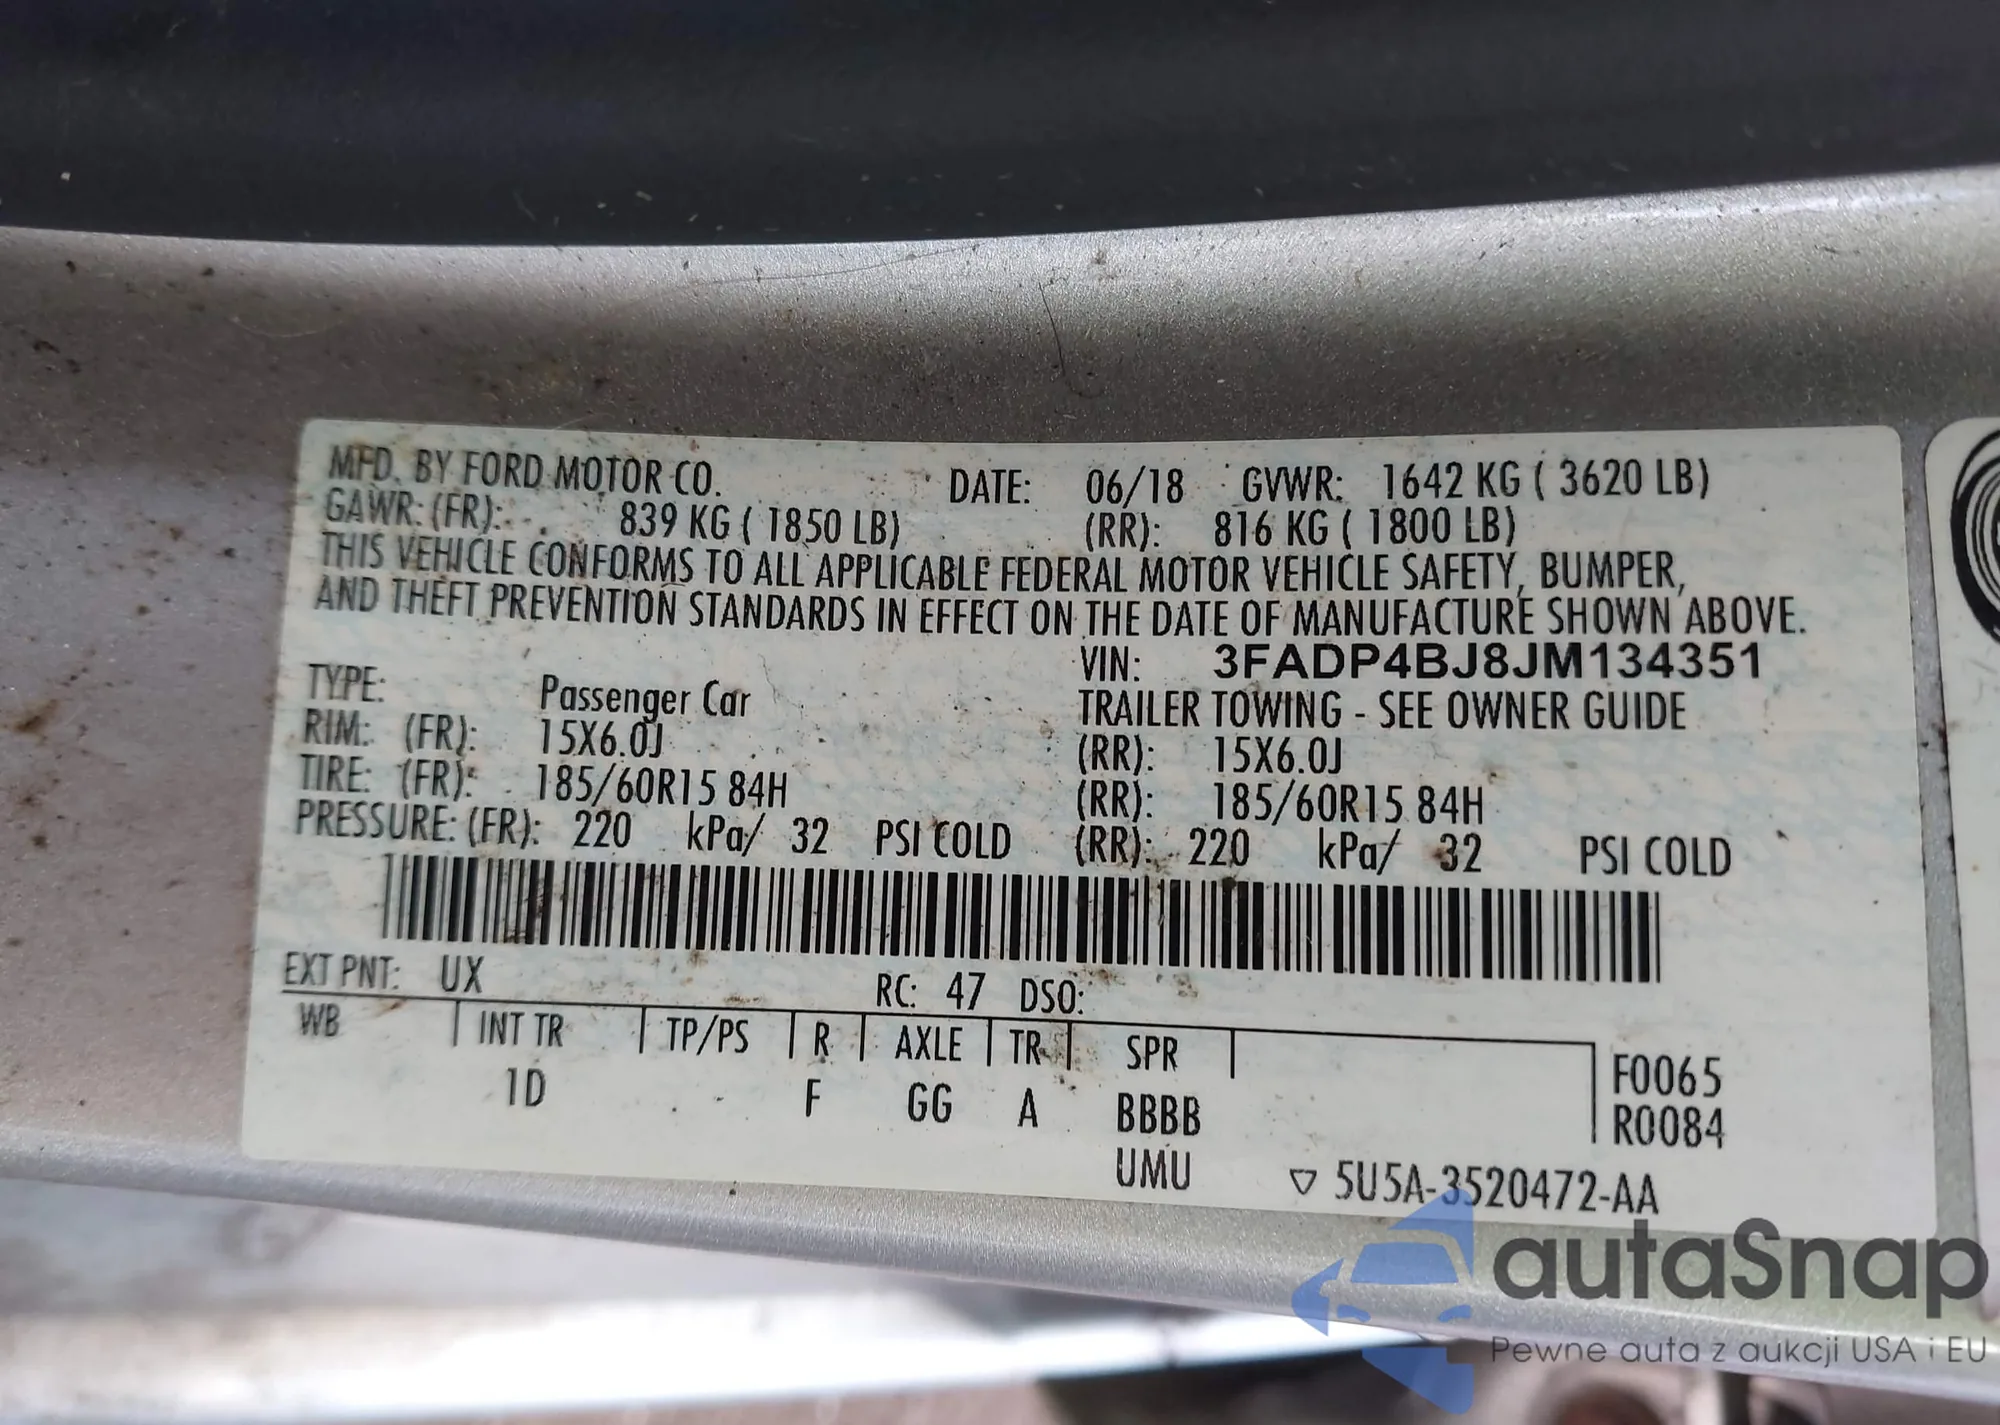 MFD. BY FORD MOTOR CO. DATE: 06/18 GVWR: 1642 KG ( 3620 LB)
GAWR: (FR): 839 KG ( 1850 LB) (RR): 816 KG ( 1800 LB)
THIS VEHICLE CONFORMS TO ALL APPLICABLE FEDERAL MOTOR VEHICLE SAFETY, BUMPER,
AND THEFT PREVENTION STANDARDS IN EFFECT ON THE DATE OF MANUFACTURE SHOWN ABOVE.
VIN: 3FADP4BJ8JM134351
TYPE: Passenger Car TRAILER TOWING - SEE OWNER GUIDE
RIM: (FR): 15X6.0J (RR): 15X6.0J
TIRE: (FR): 185/60R15 84H (RR): 185/60R15 84H
PRESSURE: (FR): 220 kPa/ 32 PSI COLD (RR): 220 kPa/ 32 PSI COLD
EXT PNT: UX RC: 47 DSO:
WB INT TR TP/PS R AXLE TR SPR
1D F GG A BBBB
UMU
F0065
R0084
▽ 5U5A-3520472-AA
autaSnap
Pewne auta z aukcji USA i EU